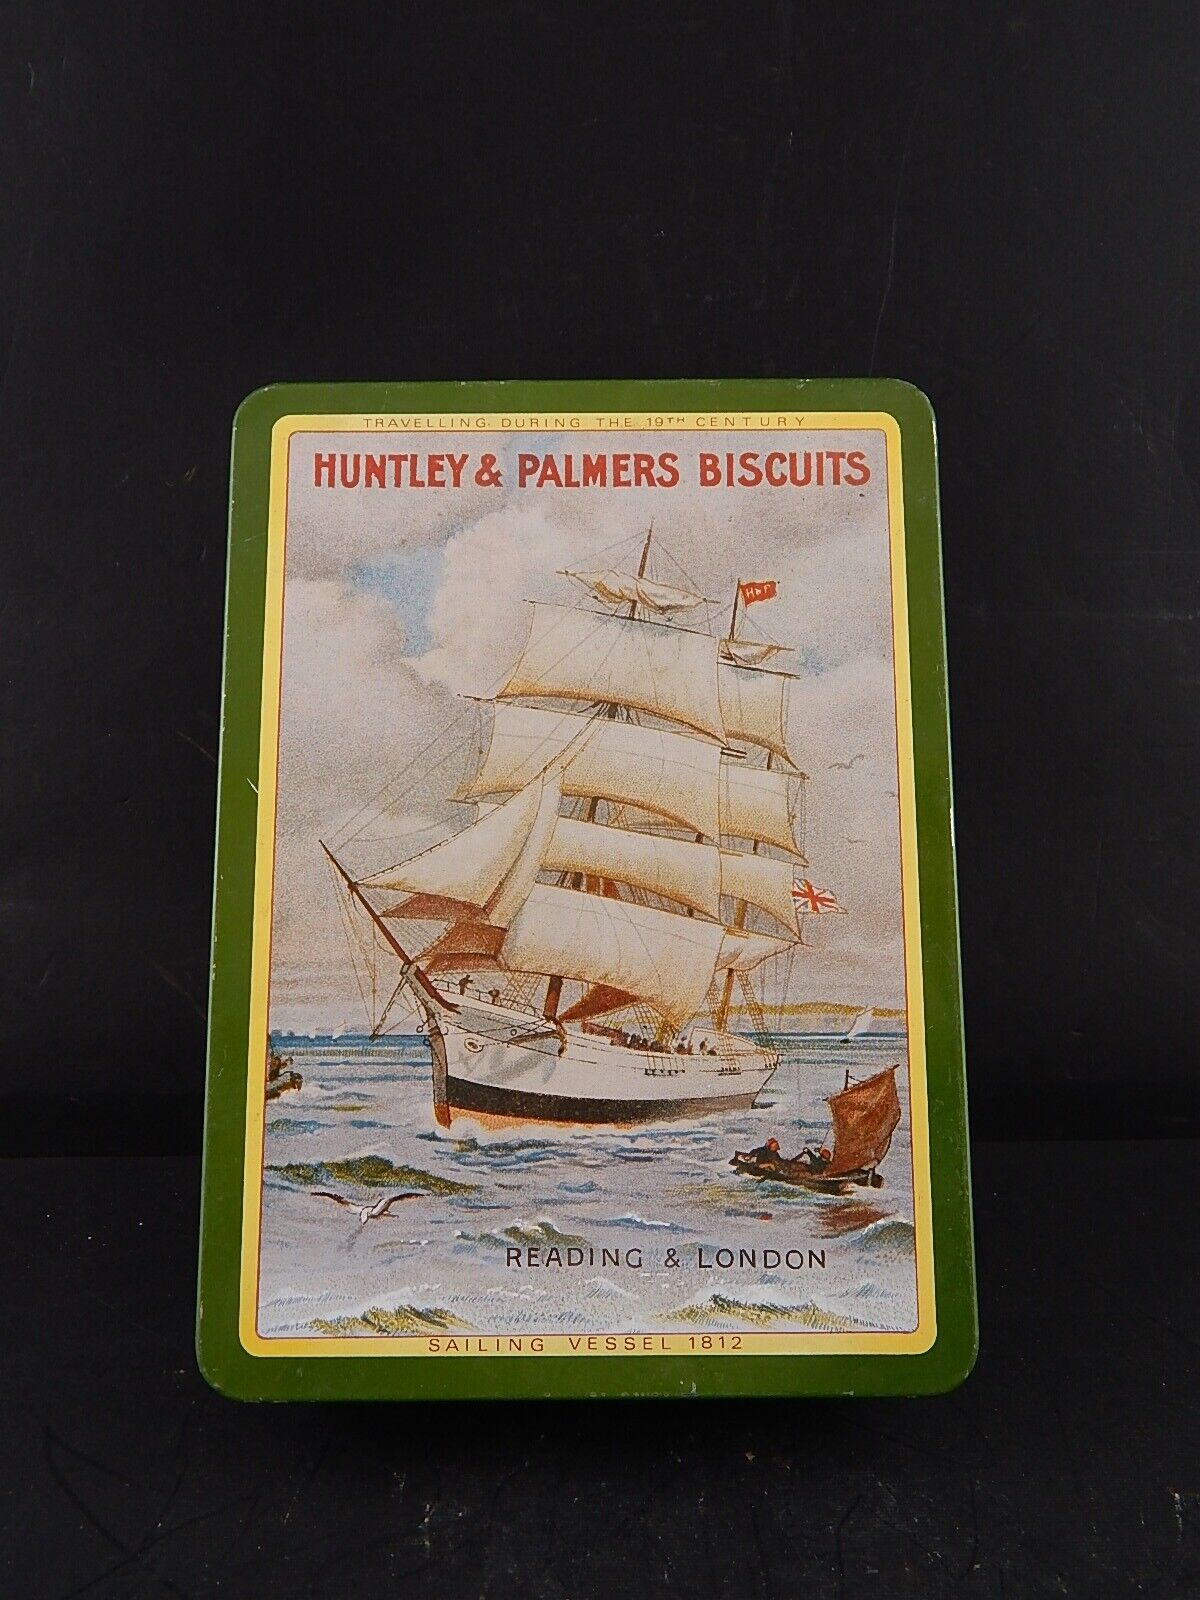 TRAVELLING DURING THE 19TH CENTURY
HUNTLEY & PALMERS BISCUITS
H&P
READING & LONDON
SAILING VESSEL 1812